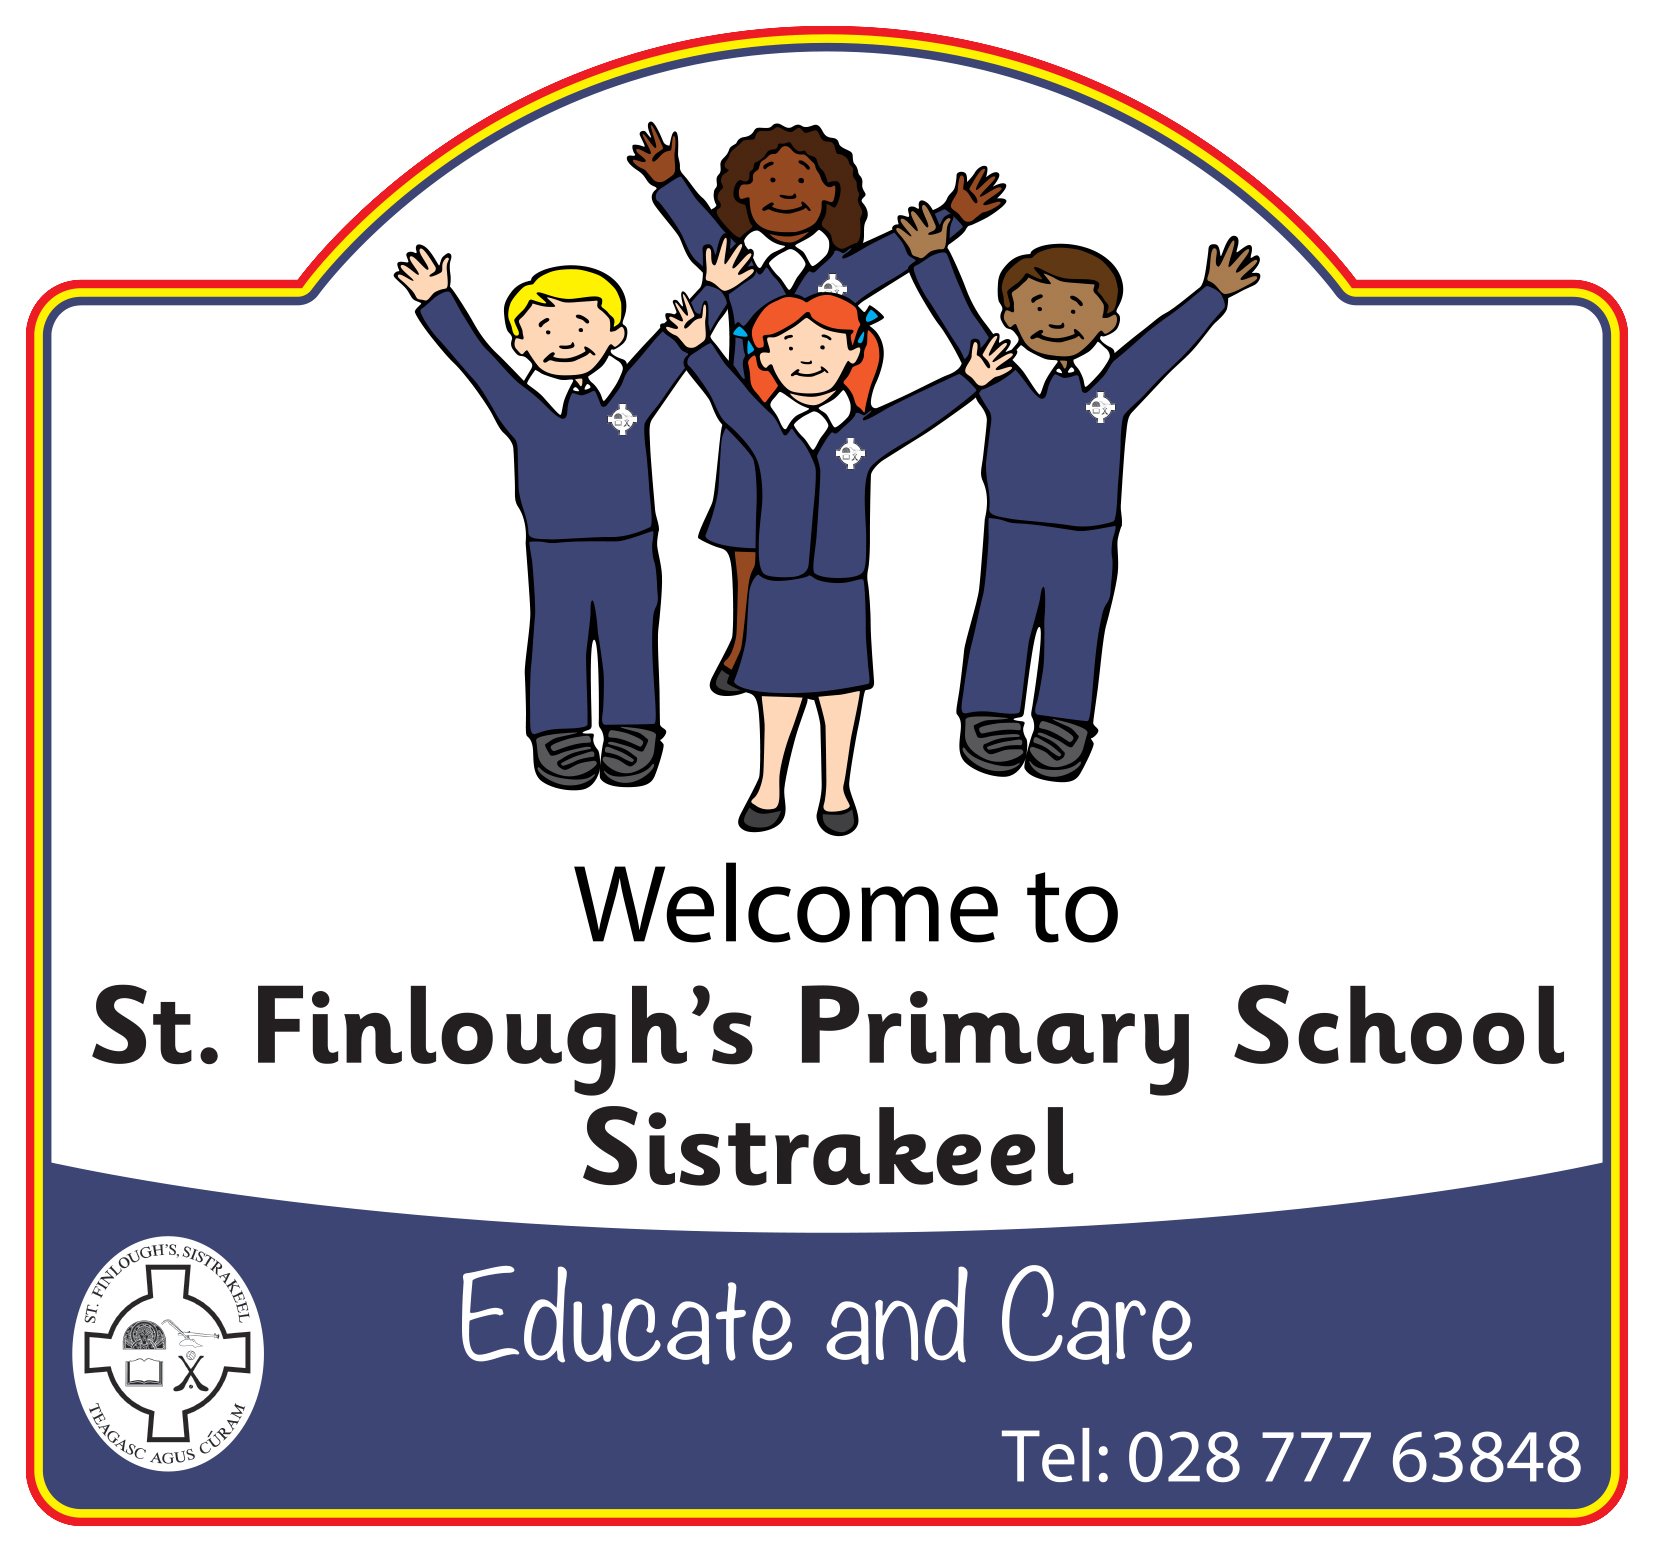 Welcome to
St. Finlough’s Primary School
Sistrakeel
Educate and Care
ST. FINLOUGH'S, SISTRAKEEL
TEAGASC AGUS CÚRAM
Tel: 028 777 63848